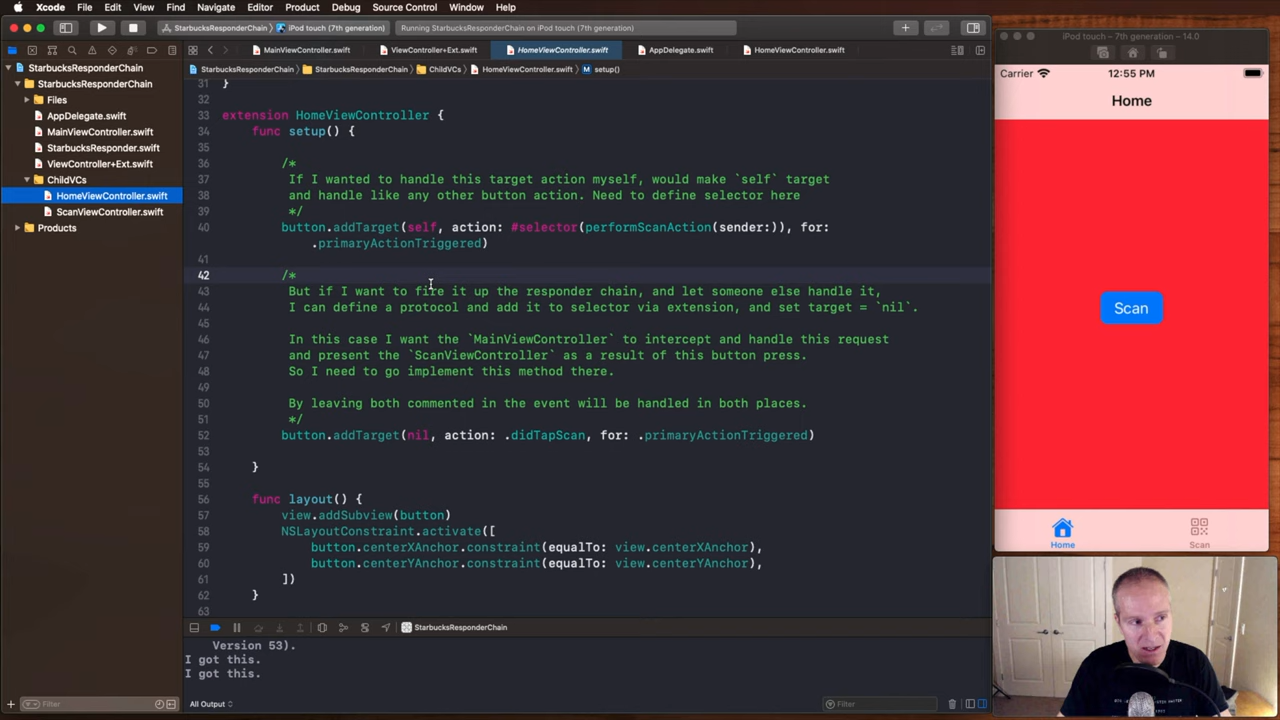 Xcode File Edit View Find Navigate Editor Product Debug Source Control Window Help
StarbucksResponderChain iPod touch (7th generation) Running StarbucksResponderChain on iPod touch (7th generation)
MainViewController.swift ViewController+Ext.swift HomeViewController.swift AppDelegate.swift HomeViewController.swift
StarbucksResponderChain StarbucksResponderChain ChildVCs HomeViewController.swift M setup()
StarbucksResponderChain
StarbucksResponderChain
Files
AppDelegate.swift
MainViewController.swift
StarbucksResponder.swift
ViewController+Ext.swift
ChildVCs
HomeViewController.swift
ScanViewController.swift
Products
Filter
31 }
32
33 extension HomeViewController {
34 func setup() {
35
36 /*
37 If I wanted to handle this target action myself, would make `self` target
38 and handle like any other button action. Need to define selector here
39 */
40 button.addTarget(self, action: #selector(performScanAction(sender:)), for:
.primaryActionTriggered)
41
42 /*
43 But if I want to fire it up the responder chain, and let someone else handle it,
44 I can define a protocol and add it to selector via extension, and set target = `nil`.
45
46 In this case I want the `MainViewController` to intercept and handle this request
47 and present the `ScanViewController` as a result of this button press.
48 So I need to go implement this method there.
49
50 By leaving both commented in the event will be handled in both places.
51 */
52 button.addTarget(nil, action: .didTapScan, for: .primaryActionTriggered)
53
54 }
55
56 func layout() {
57 view.addSubview(button)
58 NSLayoutConstraint.activate([
59 button.centerXAnchor.constraint(equalTo: view.centerXAnchor),
60 button.centerYAnchor.constraint(equalTo: view.centerYAnchor),
61 ])
62 }
63
StarbucksResponderChain
Version 53).
I got this.
I got this.
All Output
Filter
iPod touch (7th generation) – 14.0
Carrier 12:55 PM
Home
Scan
Home Scan